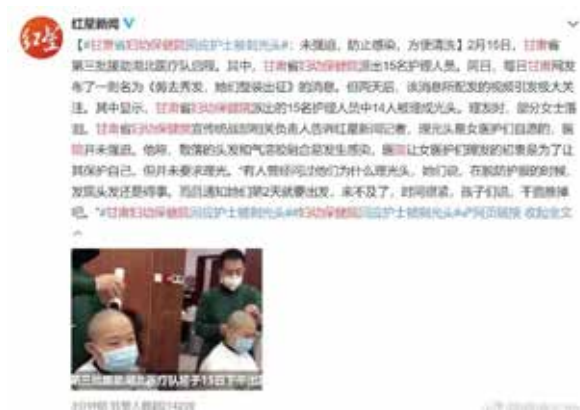 红星新闻
【#甘肃省妇幼保健院回应护士被剃光头#:未强迫,防止感染,方便清洗】2月15日,甘肃省
第三批援助湖北医疗队启程。其中,甘肃省妇幼保健院派出15名护理人员。同日,每日甘肃网发
布了一则名为《剪去秀发,她们整装出征》的消息。但两天后,该消息所配发的视频引发极大关
注。其中显示,甘肃省妇幼保健院派出的15名护理人员中14人被理成光头。理发时,部分女士落
泪。甘肃省妇幼保健院宣传统战部相关负责人告诉红星新闻记者,理光头是女医护们自愿的,医
院并未强迫。他称,散落的头发和气溶胶融合易发生感染,医院让女医护们理发的初衷是为了让
其保护自己,但并未要求理光。“有人曾经问过他们为什么理光头,她们说,在脱防护服的时候,
发现头发还是碍事。而且通知她们第2天就要出发,来不及了,时间很紧,孩子们说,干脆推掉
吧。”#甘肃妇幼保健院回应护士被剃光头##妇幼保健院回应护士被剃光头# 网页链接 收起全文
第三批援助湖北医疗队将于15日下午出